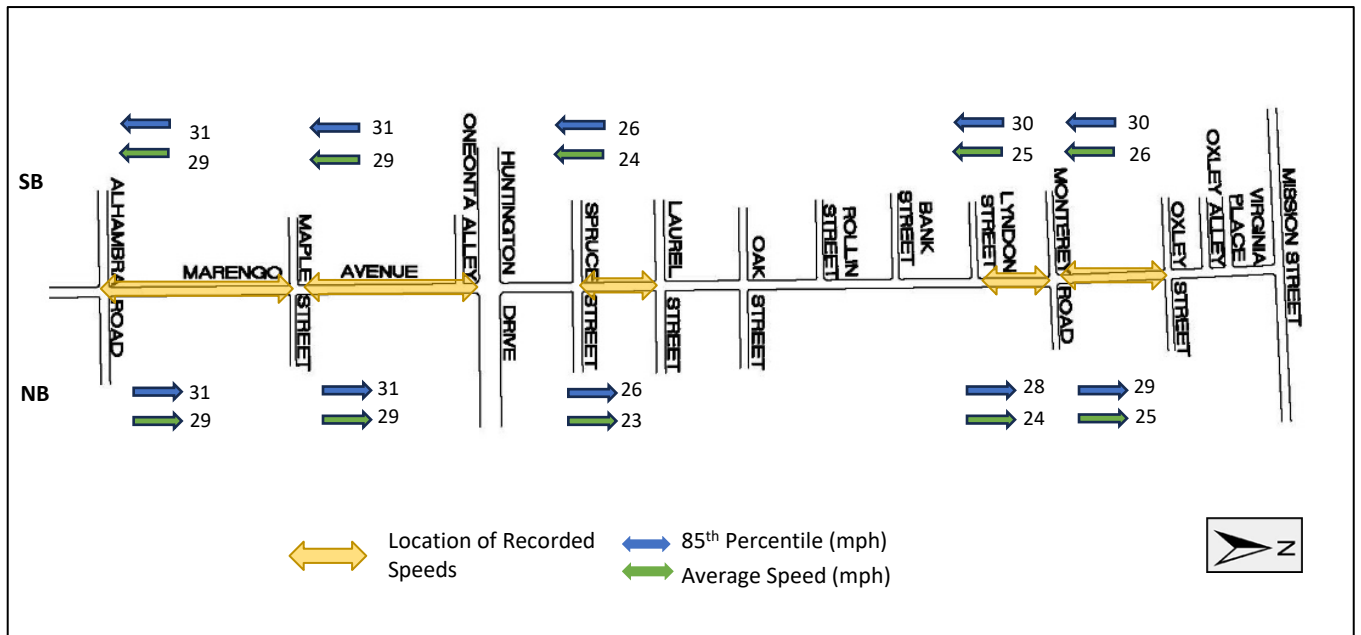 31
31
26
30
30
29
29
24
25
26
SB
ALHAMBRA ROAD
MARENGO
MAPLE STREET
AVENUE
ONEONTA ALLEY
HUNTINGTON DRIVE
SPRUCE STREET
LAUREL STREET
OAK STREET
ROLLIN
STREET
BANK
STREET
LYNDON
STREET
MONTEREY ROAD
OXLEY STREET
OXLEY ALLEY
VIRGINIA
PLACE
MISSION STREET
NB
31
31
26
28
29
29
29
23
24
25
Location of Recorded
Speeds
85th Percentile (mph)
Average Speed (mph)
N